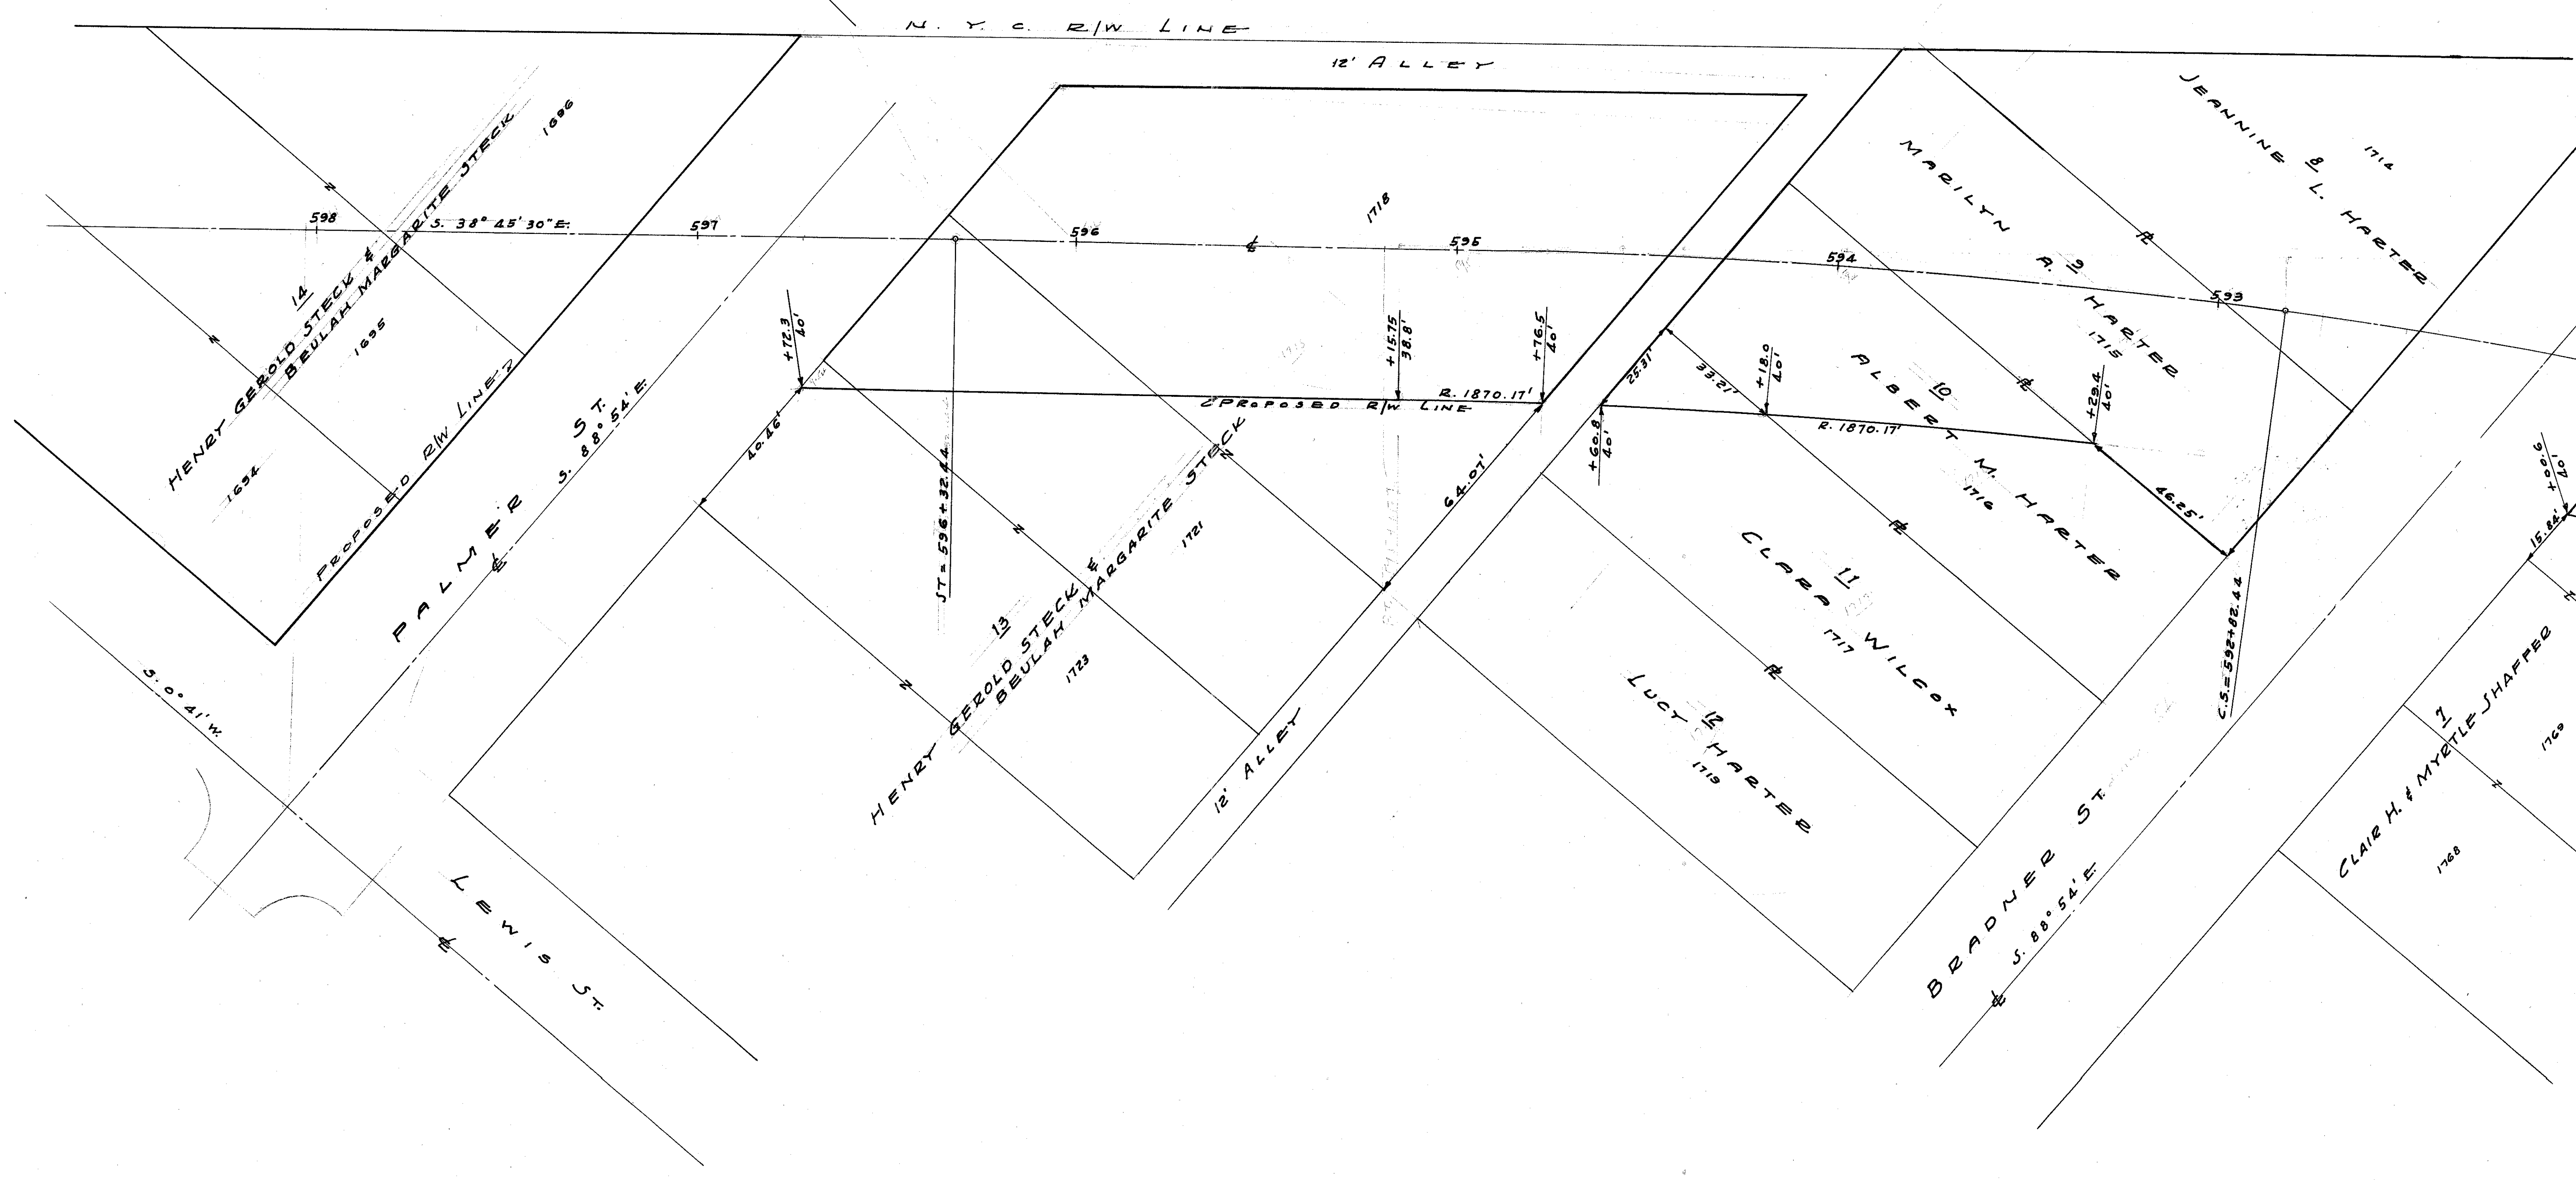 N. Y. C. R/W LINE
12' ALLEY
1696
598
S. 38° 45' 30" E.
597
596
595
594
593
1718
14
HENRY GEROLD STECK &
BEULAH MARGARITE STECK
1695
1694
PROPOSED R/W LINE
PALMER ST.
S. 88° 54' E.
S. 0° 41' W.
LEWIS ST.
+72.3
40'
40.46'
ST = 596+32.44
+15.75
38.8'
+76.5
40'
R. 1870.17'
PROPOSED R/W LINE
64.07'
13
HENRY GEROLD STECK &
BEULAH MARGARITE STECK
1721
1723
12' ALLEY
25.31'
33.21'
+60.8
40'
+18.0
40'
R. 1870.17'
+29.4
40'
46.25'
JEANNINE L. HARTER
8
1714
MARILYN A. HARTER
9
1715
ALBERT M. HARTER
10
1716
CLARA WILCOX
11
1717
LUCY HARTER
12
1719
C.S. = 592+82.44
BRADNER ST.
S. 88° 54' E.
+00.6
40'
15.84'
7
CLAIR H. & MYRTLE SHAFFER
1769
1768